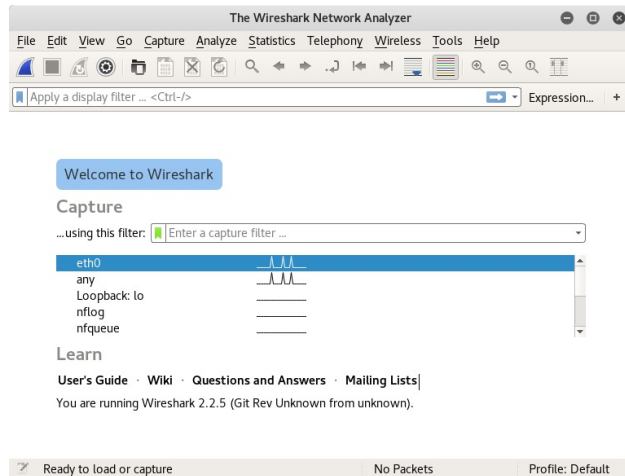 The Wireshark Network Analyzer
File Edit View Go Capture Analyze Statistics Telephony Wireless Tools Help
Apply a display filter ... <Ctrl-/> Expression... +
Welcome to Wireshark
Capture
...using this filter: Enter a capture filter ...
eth0
any
Loopback: lo
nflog
nfqueue
Learn
User's Guide · Wiki · Questions and Answers · Mailing Lists
You are running Wireshark 2.2.5 (Git Rev Unknown from unknown).
Ready to load or capture No Packets Profile: Default